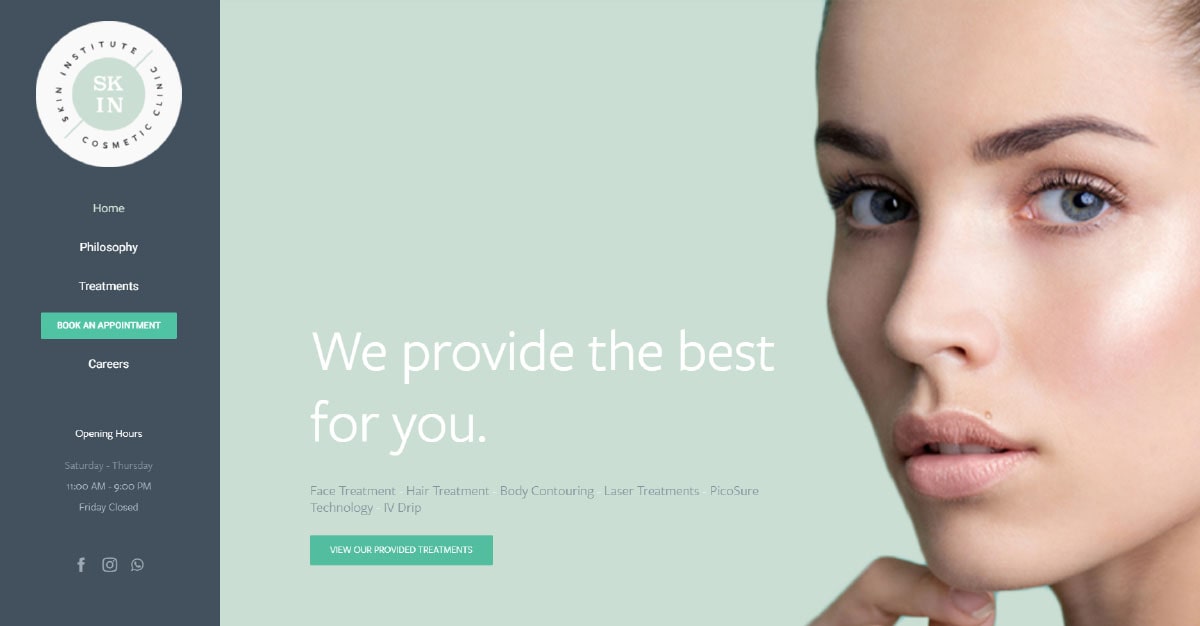 SKIN INSTITUTE
SK
IN
COSMETIC CLINIC
Home
Philosophy
Treatments
BOOK AN APPOINTMENT
Careers
Opening Hours
Saturday - Thursday
11:00 AM - 9:00 PM
Friday Closed
We provide the best
for you.
Face Treatment - Hair Treatment - Body Contouring - Laser Treatments - PicoSure
Technology - IV Drip
VIEW OUR PROVIDED TREATMENTS